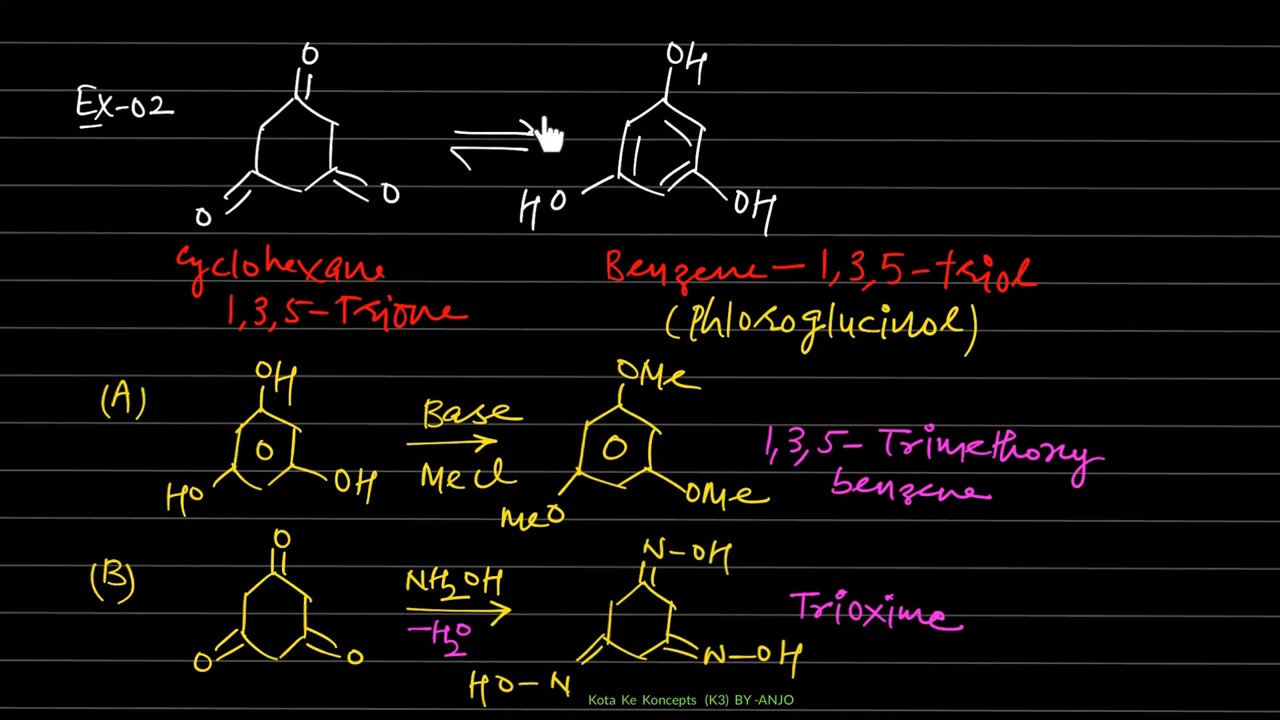 O OH
Ex-02
O O HO OH
Cyclohexane Benzene-1,3,5-triol
1,3,5-Trione (Phloroglucinol)
(A) OH Base OMe
MeCl 1,3,5-Trimethoxy
HO OH MeO OMe benzene
(B) O NH2OH N-OH
-H2O Trioxime
O O HO-N N-OH
Kota Ke Koncepts (K3) BY -ANJO